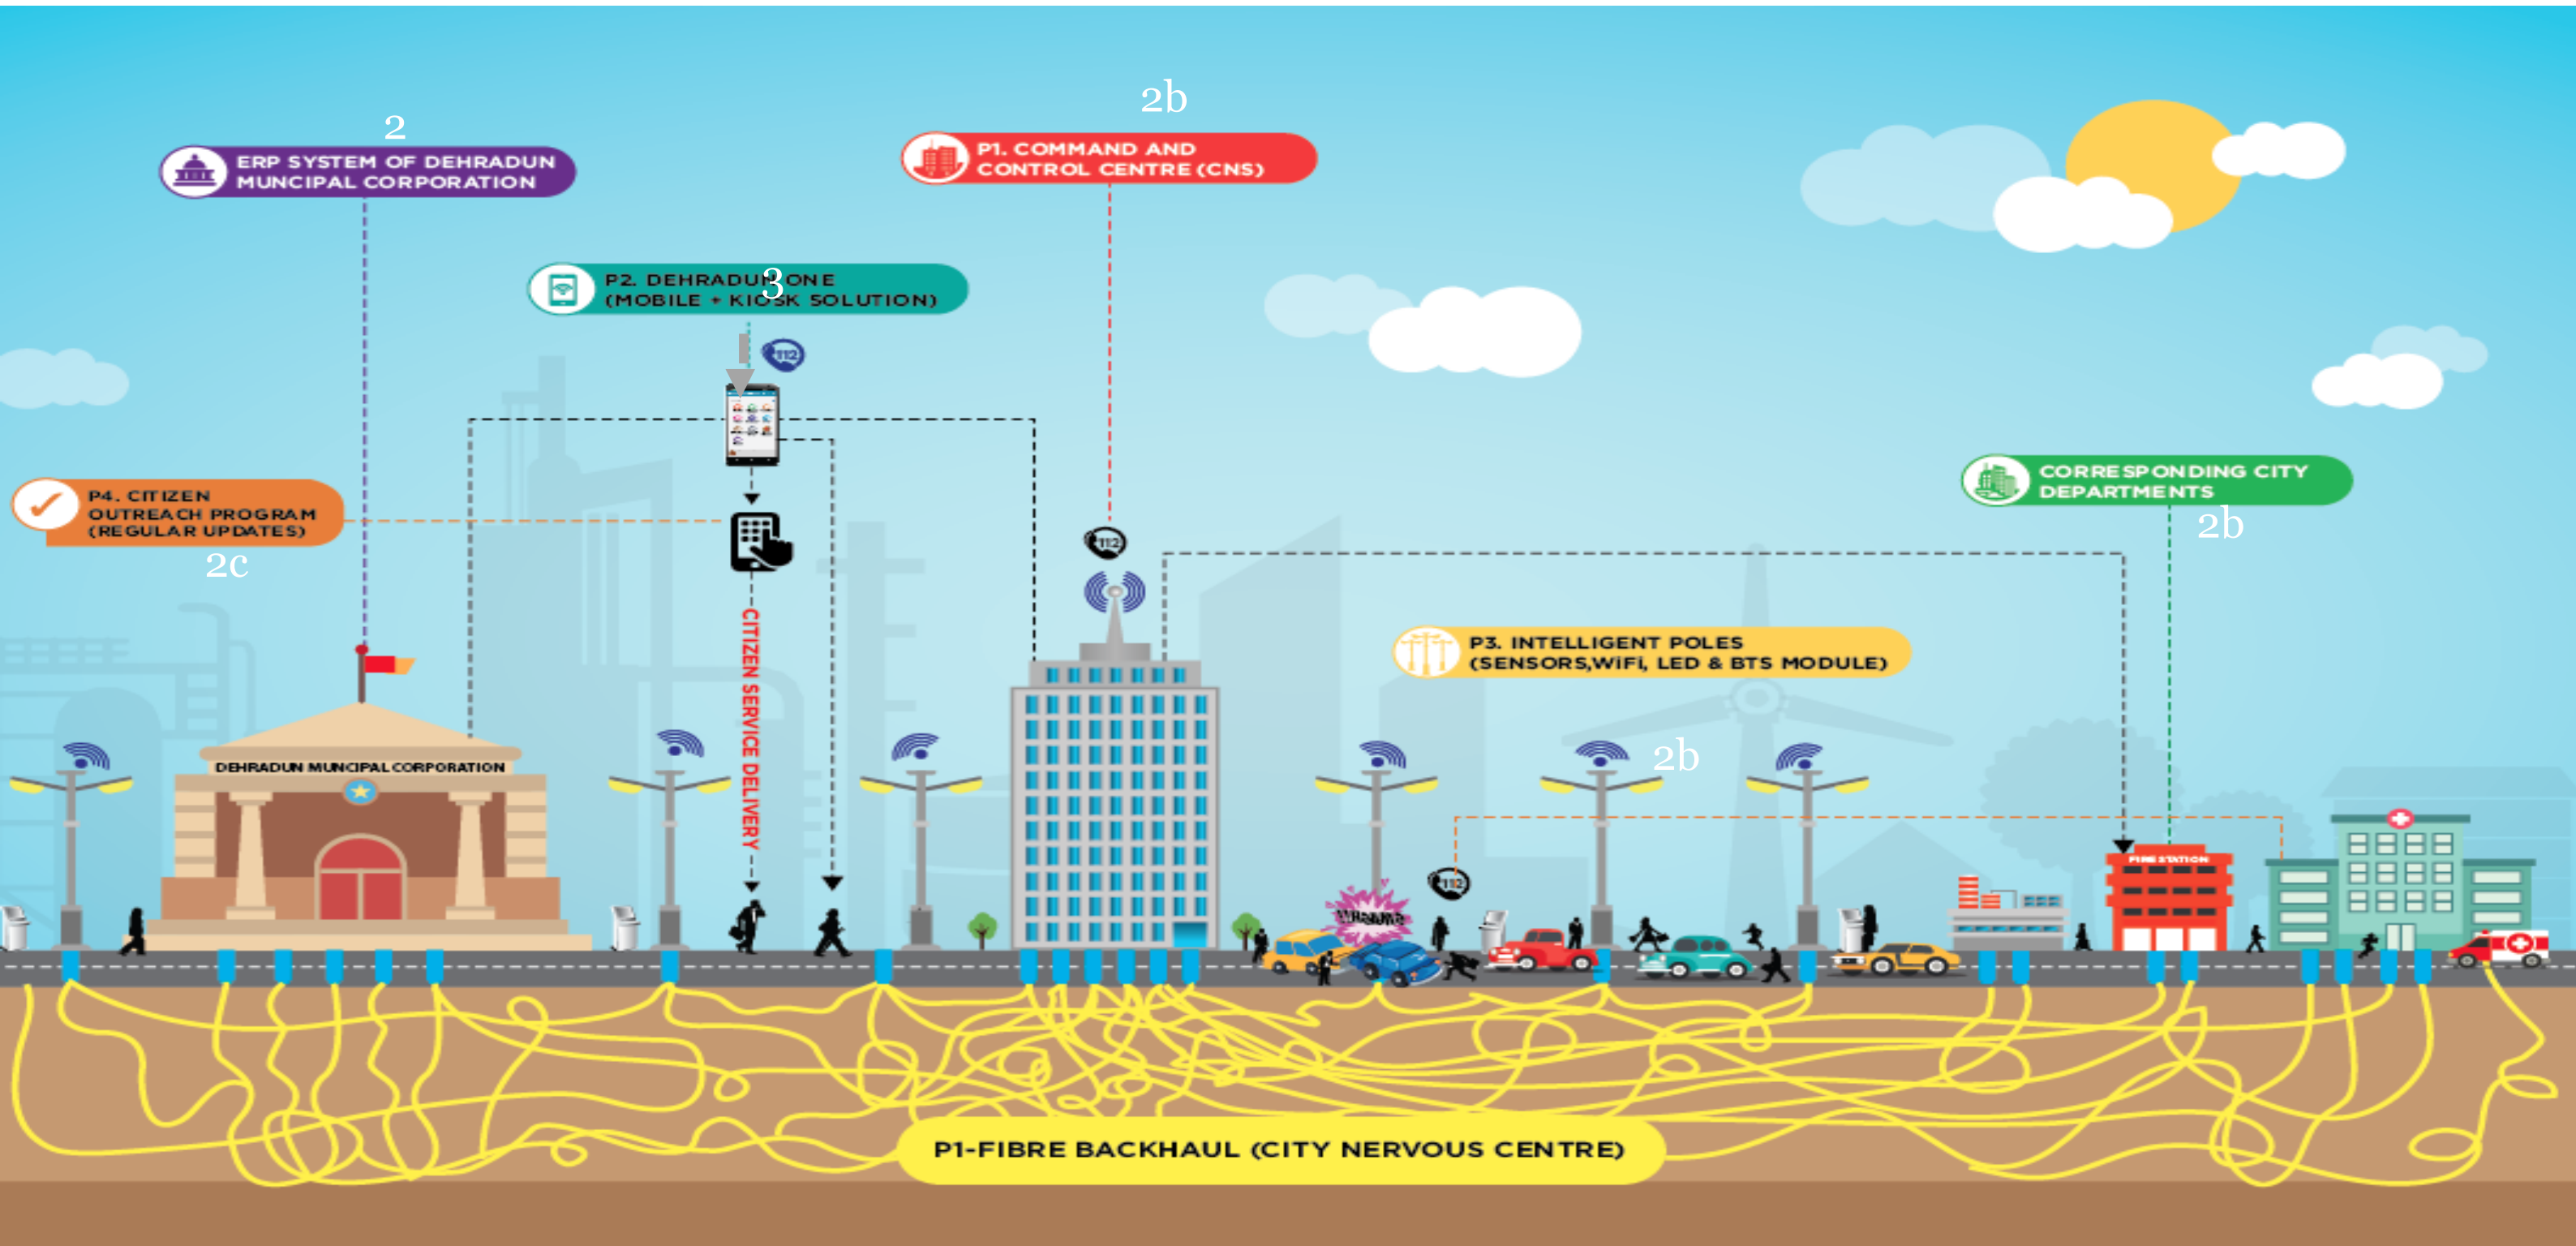 2b
2
ERP SYSTEM OF DEHRADUN
MUNCIPAL CORPORATION
P1. COMMAND AND
CONTROL CENTRE (CNS)
P2. DEHRADUN ONE
3
(MOBILE + KIOSK SOLUTION)
112
P4. CITIZEN
OUTREACH PROGRAM
(REGULAR UPDATES)
2c
CORRESPONDING CITY
DEPARTMENTS
2b
112
CITIZEN SERVICE DELIVERY
P3. INTELLIGENT POLES
(SENSORS,WiFi, LED & BTS MODULE)
2b
DEHRADUN MUNCIPAL CORPORATION
FIRE STATION
112
P1-FIBRE BACKHAUL (CITY NERVOUS CENTRE)